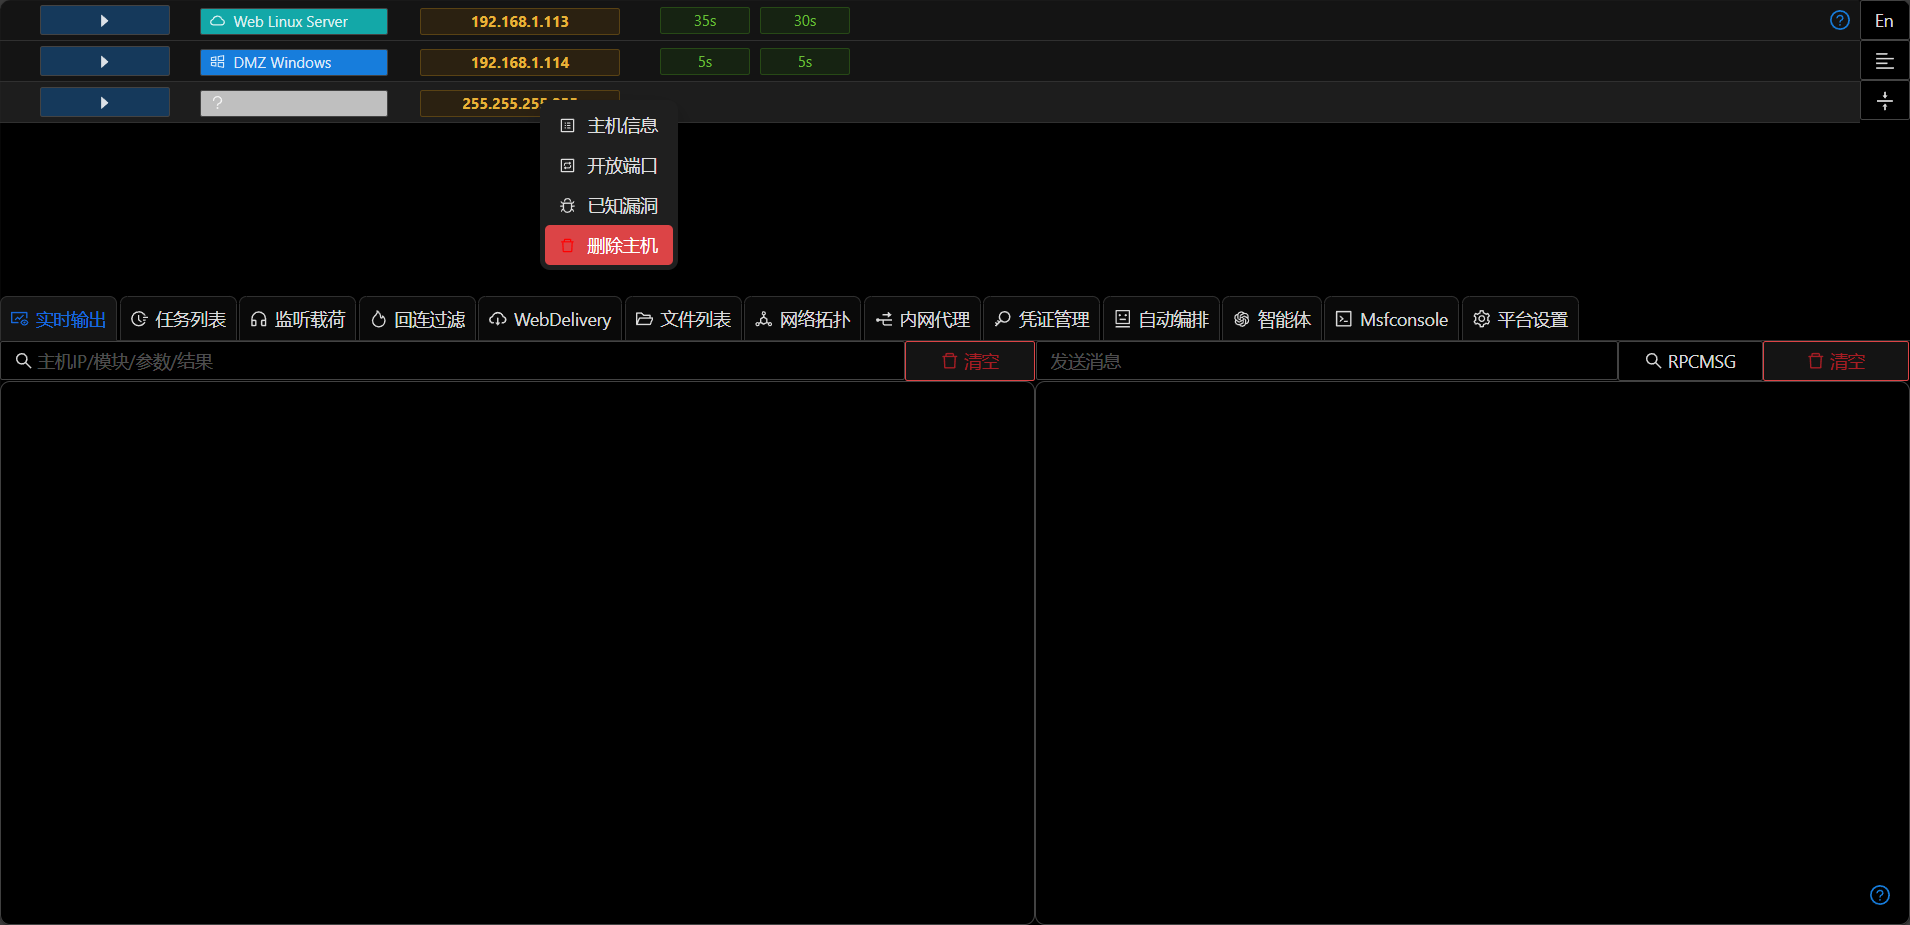 Web Linux Server 192.168.1.113 35s 30s En
DMZ Windows 192.168.1.114 5s 5s
? 255.255.255.255
主机信息
开放端口
已知漏洞
删除主机
实时输出 任务列表 监听载荷 回连过滤 WebDelivery 文件列表 网络拓扑 内网代理 凭证管理 自动编排 智能体 Msfconsole 平台设置
主机IP/模块/参数/结果 清空 发送消息 RPCMSG 清空